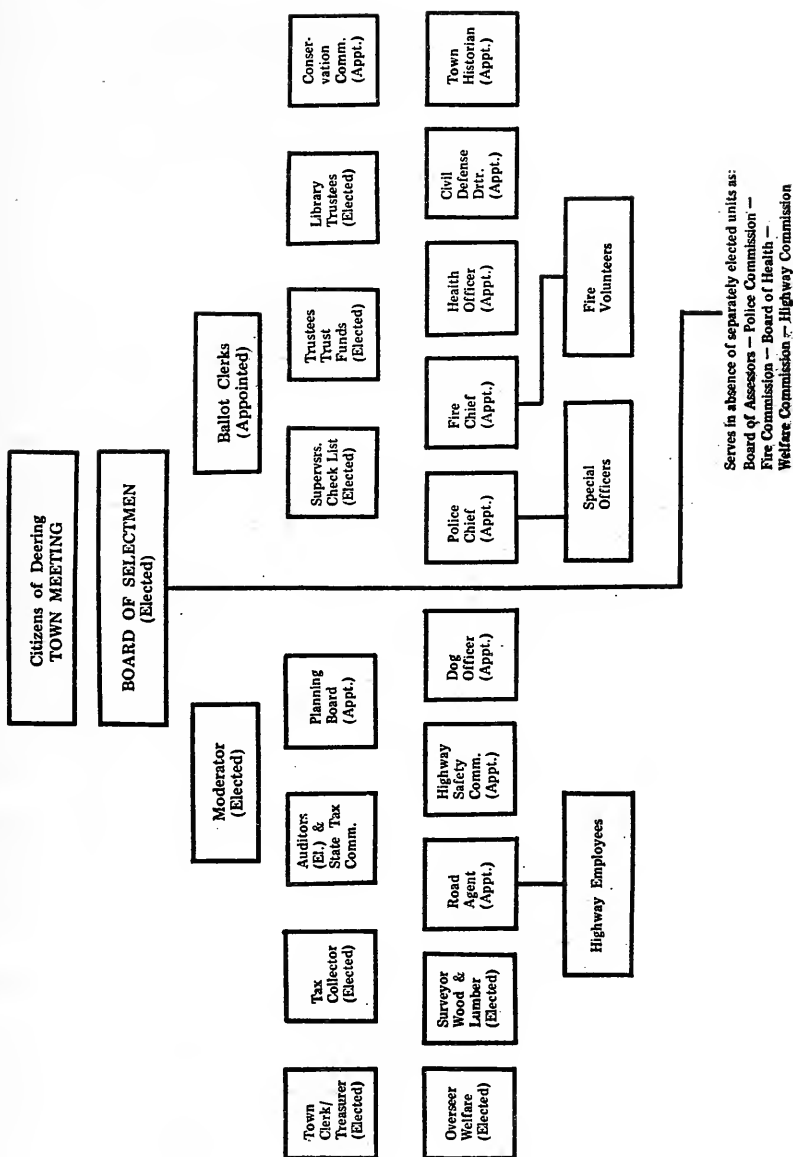 Citizens of Deering
TOWN MEETING
BOARD OF SELECTMEN
(Elected)
Moderator
(Elected)
Ballot Clerks
(Appointed)
Town
Clerk/
Treasurer
(Elected)
Tax
Collector
(Elected)
Auditors
(El.) &
State Tax
Comm.
Planning
Board
(Appt.)
Supervsrs.
Check List
(Elected)
Trustees
Trust
Funds
(Elected)
Library
Trustees
(Elected)
Conser-
vation
Comm.
(Appt.)
Overseer
Welfare
(Elected)
Surveyor
Wood &
Lumber
(Elected)
Road
Agent
(Appt.)
Highway
Safety
Comm.
(Appt.)
Dog
Officer
(Appt.)
Police
Chief
(Appt.)
Fire
Chief
(Appt.)
Health
Officer
(Appt.)
Civil
Defense
Drtr.
(Appt.)
Town
Historian
(Appt.)
Highway Employees
Special
Officers
Fire
Volunteers
Serves in absence of separately elected units as:
Board of Assessors — Police Commission —
Fire Commission — Board of Health —
Welfare Commission — Highway Commission